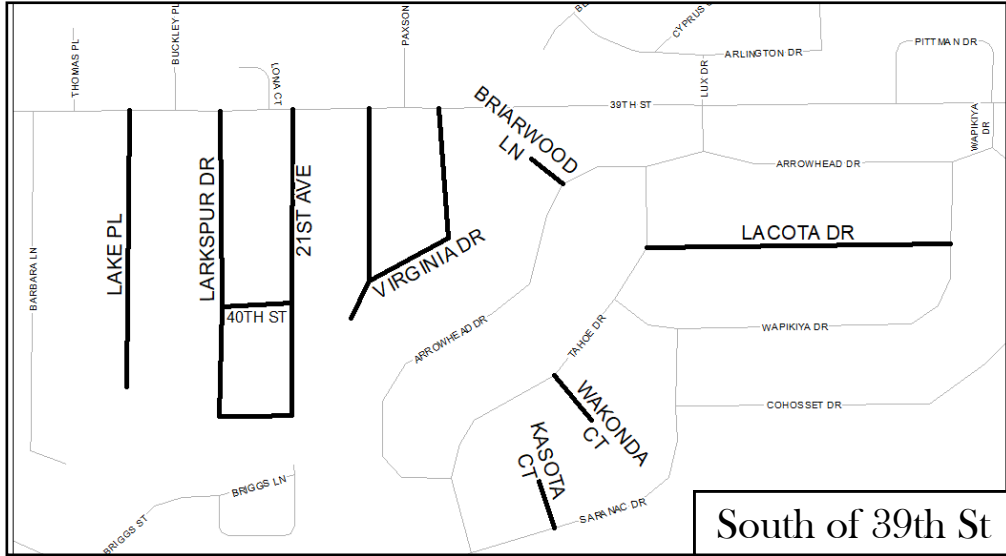 BUCKLEY PL
PAXSON
THOMAS PL
LONA CT
CYPRUS
ARLINGTON DR
PITTMAN DR
LUX DR
39TH ST
WAPIKIYA
DR
BRIARWOOD
LN
ARROWHEAD DR
LAKE PL
LARKSPUR DR
21ST AVE
VIRGINIA DR
LACOTA DR
BARBARA LN
40TH ST
ARROWHEAD DR
TAHOE DR
WAPIKIYA DR
WAKONDA
CT
COHOSSET DR
KASOTA
CT
BRIGGS LN
BRIGGS ST
SARANAC DR
South of 39th St